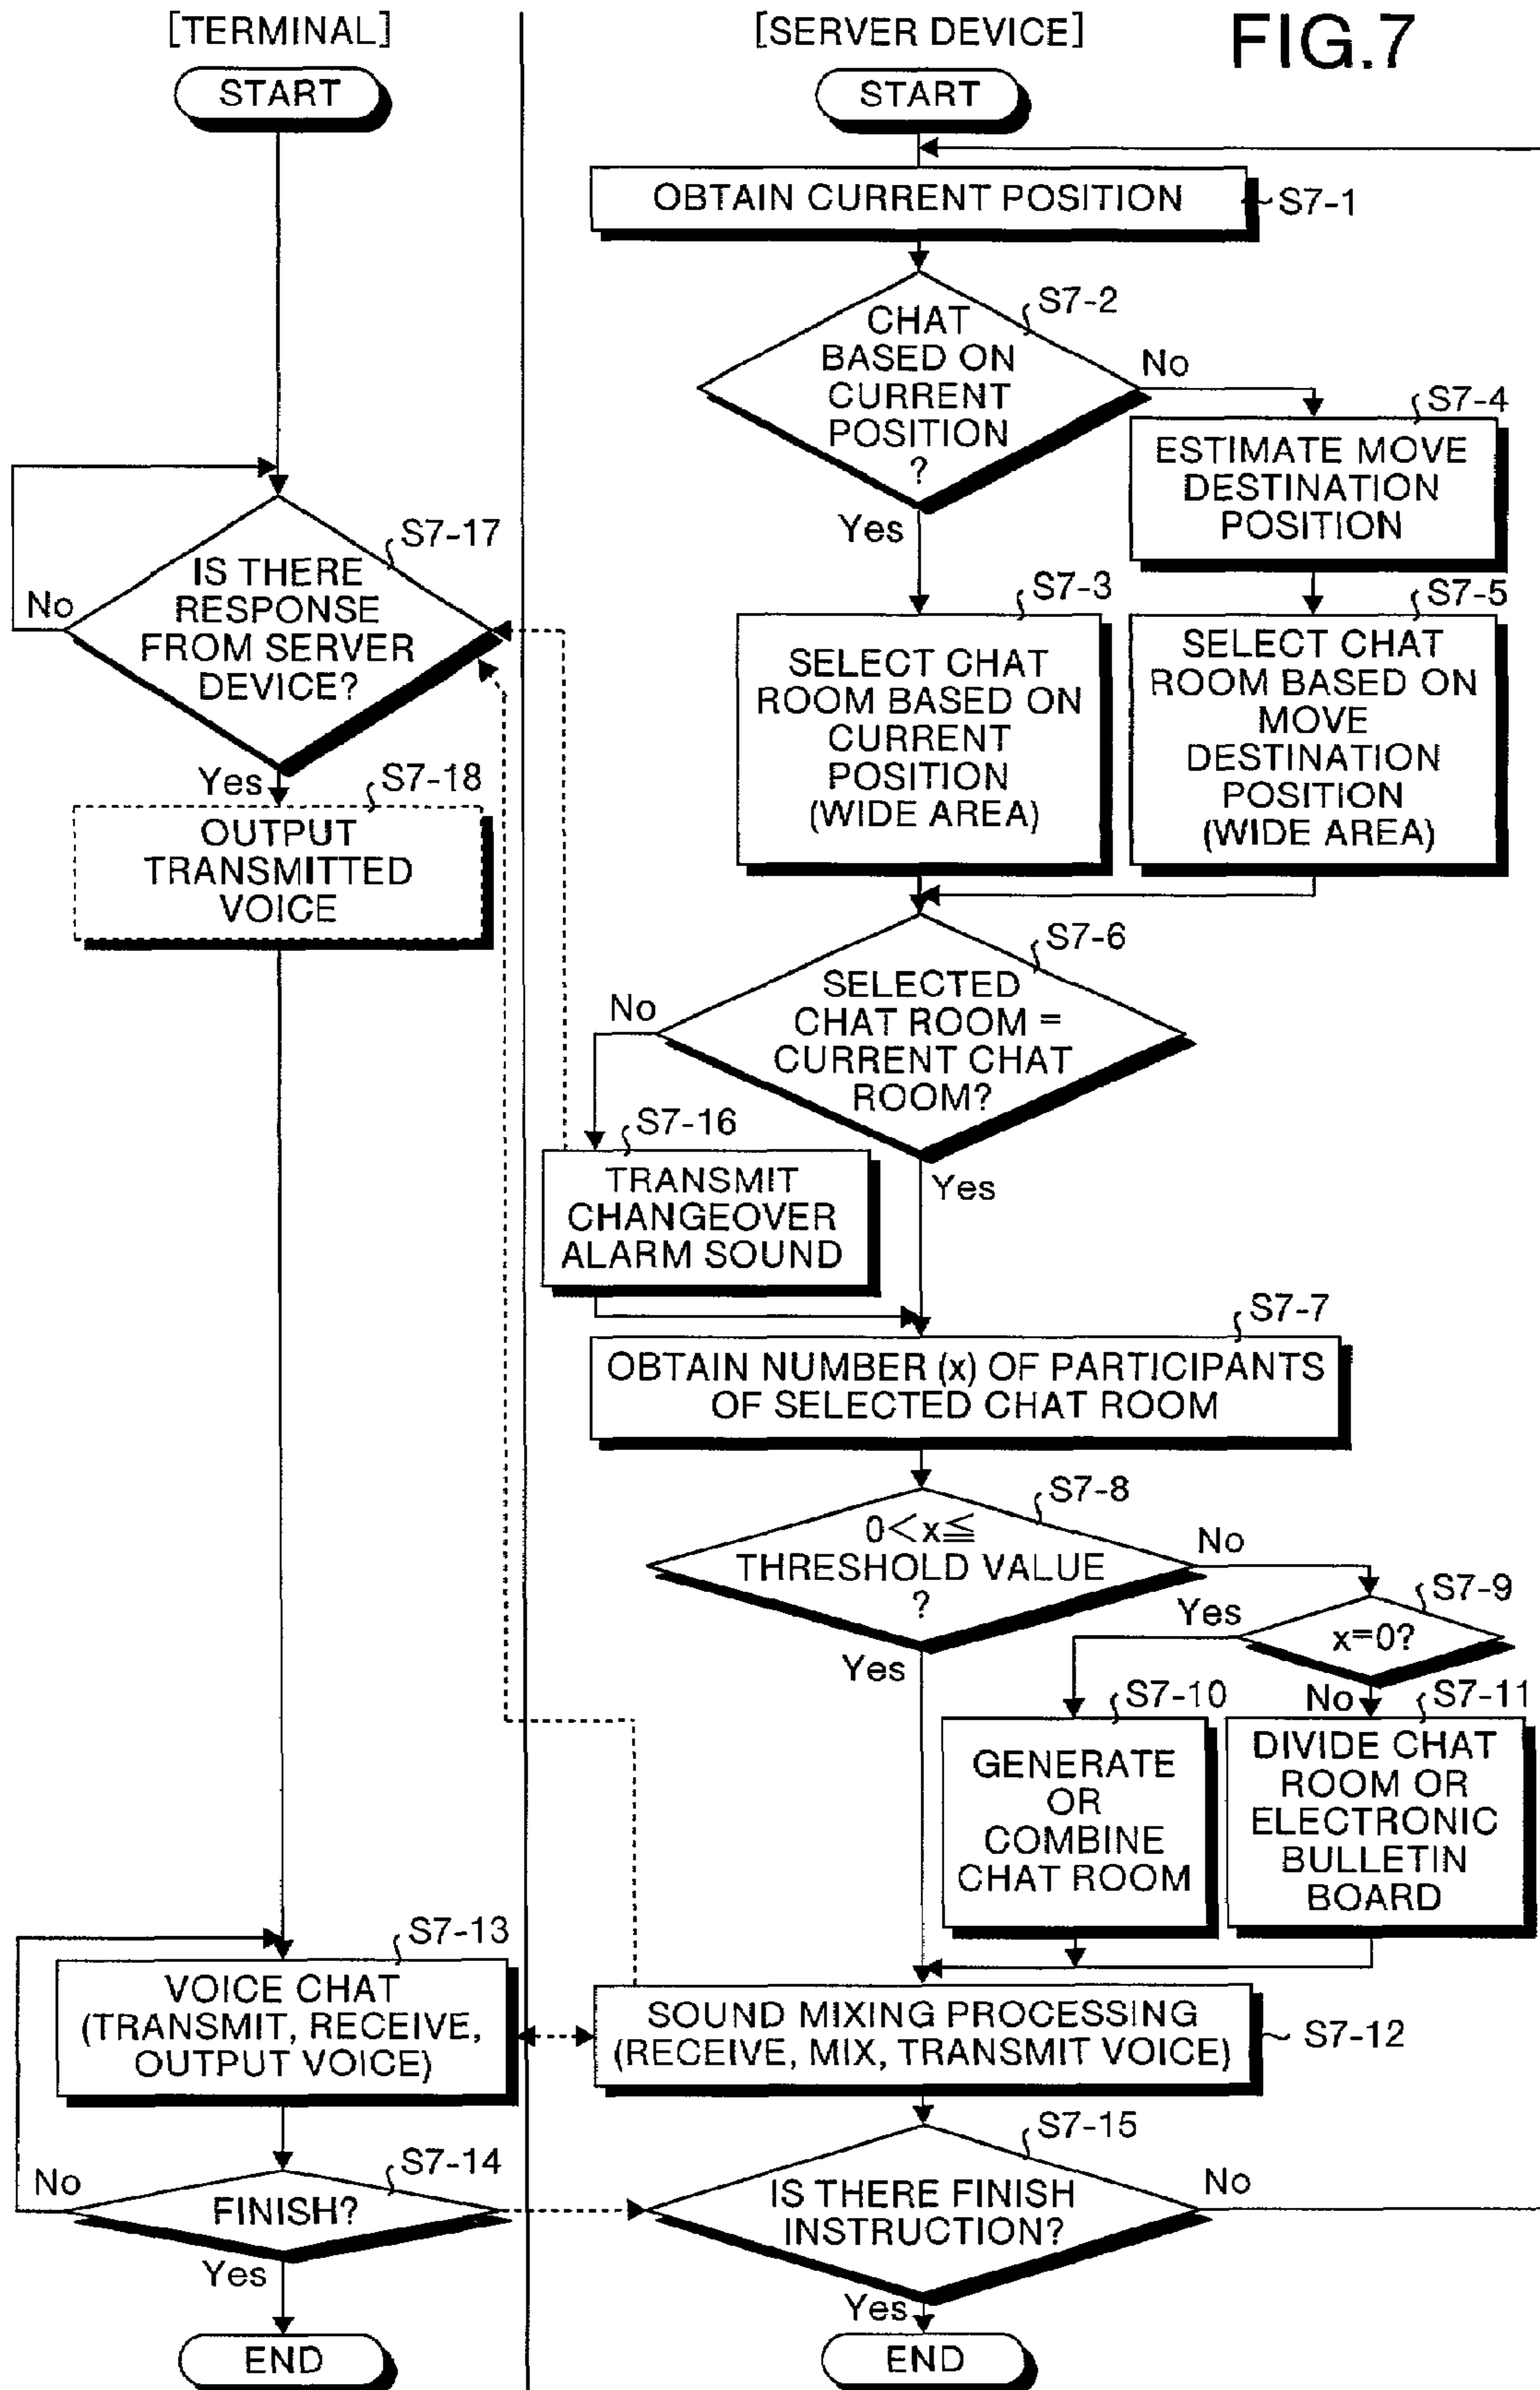 FIG.7
[TERMINAL]
START
S7-17
IS THERE
RESPONSE
FROM SERVER
DEVICE?
No
Yes
S7-18
OUTPUT
TRANSMITTED
VOICE
S7-13
VOICE CHAT
(TRANSMIT, RECEIVE,
OUTPUT VOICE)
S7-14
FINISH?
No
Yes
END
[SERVER DEVICE]
START
OBTAIN CURRENT POSITION
S7-1
S7-2
CHAT
BASED ON
CURRENT
POSITION
?
No
Yes
S7-4
ESTIMATE MOVE
DESTINATION
POSITION
S7-3
SELECT CHAT
ROOM BASED ON
CURRENT
POSITION
(WIDE AREA)
S7-5
SELECT CHAT
ROOM BASED ON
MOVE
DESTINATION
POSITION
(WIDE AREA)
S7-6
SELECTED
CHAT ROOM =
CURRENT CHAT
ROOM?
No
Yes
S7-16
TRANSMIT
CHANGEOVER
ALARM SOUND
S7-7
OBTAIN NUMBER (x) OF PARTICIPANTS
OF SELECTED CHAT ROOM
S7-8
0<x≦
THRESHOLD VALUE
?
No
Yes
S7-9
x=0?
Yes
No
S7-10
GENERATE
OR
COMBINE
CHAT ROOM
S7-11
DIVIDE CHAT
ROOM OR
ELECTRONIC
BULLETIN
BOARD
SOUND MIXING PROCESSING
(RECEIVE, MIX, TRANSMIT VOICE)
S7-12
S7-15
IS THERE FINISH
INSTRUCTION?
No
Yes
END